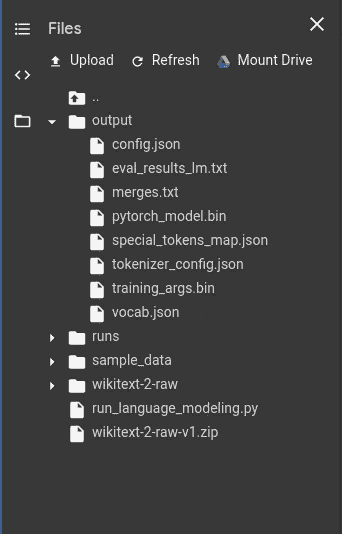 Files
Upload Refresh Mount Drive
..
output
config.json
eval_results_lm.txt
merges.txt
pytorch_model.bin
special_tokens_map.json
tokenizer_config.json
training_args.bin
vocab.json
runs
sample_data
wikitext-2-raw
run_language_modeling.py
wikitext-2-raw-v1.zip